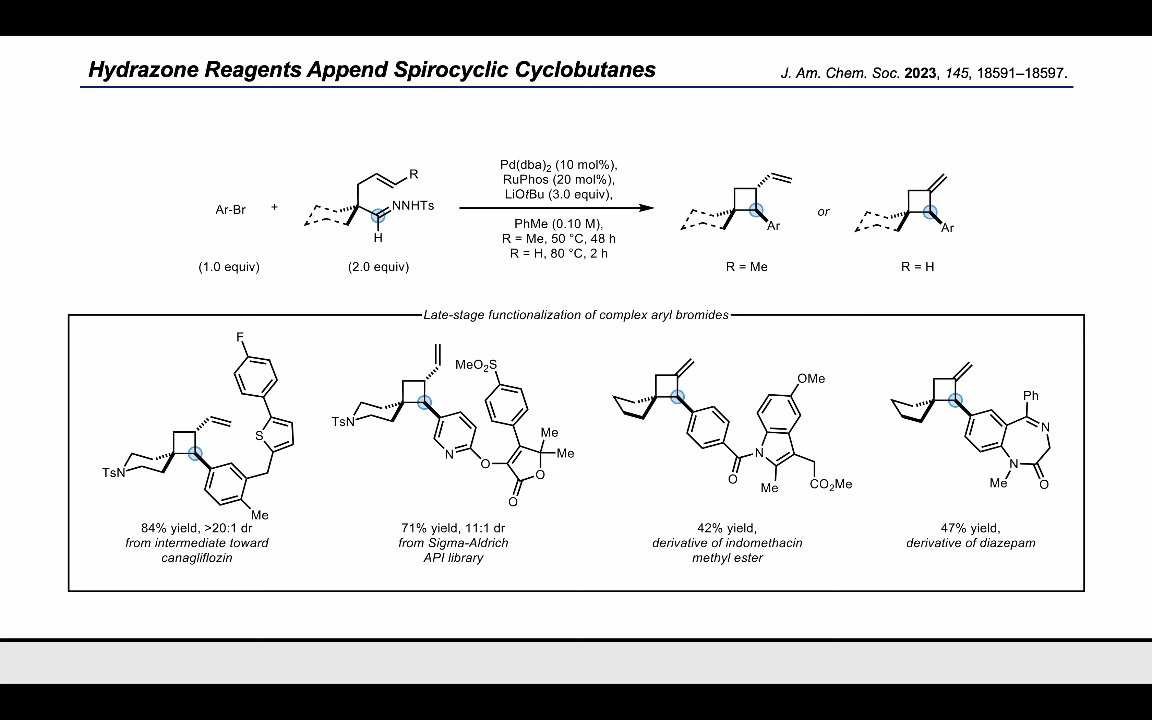 Hydrazone Reagents Append Spirocyclic Cyclobutanes
J. Am. Chem. Soc. 2023, 145, 18591–18597.
Ar-Br
+
R
NNHTs
H
Pd(dba)2 (10 mol%),
RuPhos (20 mol%),
LiOtBu (3.0 equiv),
PhMe (0.10 M),
R = Me, 50 °C, 48 h
R = H, 80 °C, 2 h
Ar
or
Ar
(1.0 equiv)
(2.0 equiv)
R = Me
R = H
Late-stage functionalization of complex aryl bromides
F
S
TsN
Me
84% yield, >20:1 dr
from intermediate toward
canagliflozin
MeO2S
TsN
N
O
Me
Me
O
O
71% yield, 11:1 dr
from Sigma-Aldrich
API library
OMe
O
N
Me
CO2Me
42% yield,
derivative of indomethacin
methyl ester
Ph
N
N
Me
O
47% yield,
derivative of diazepam